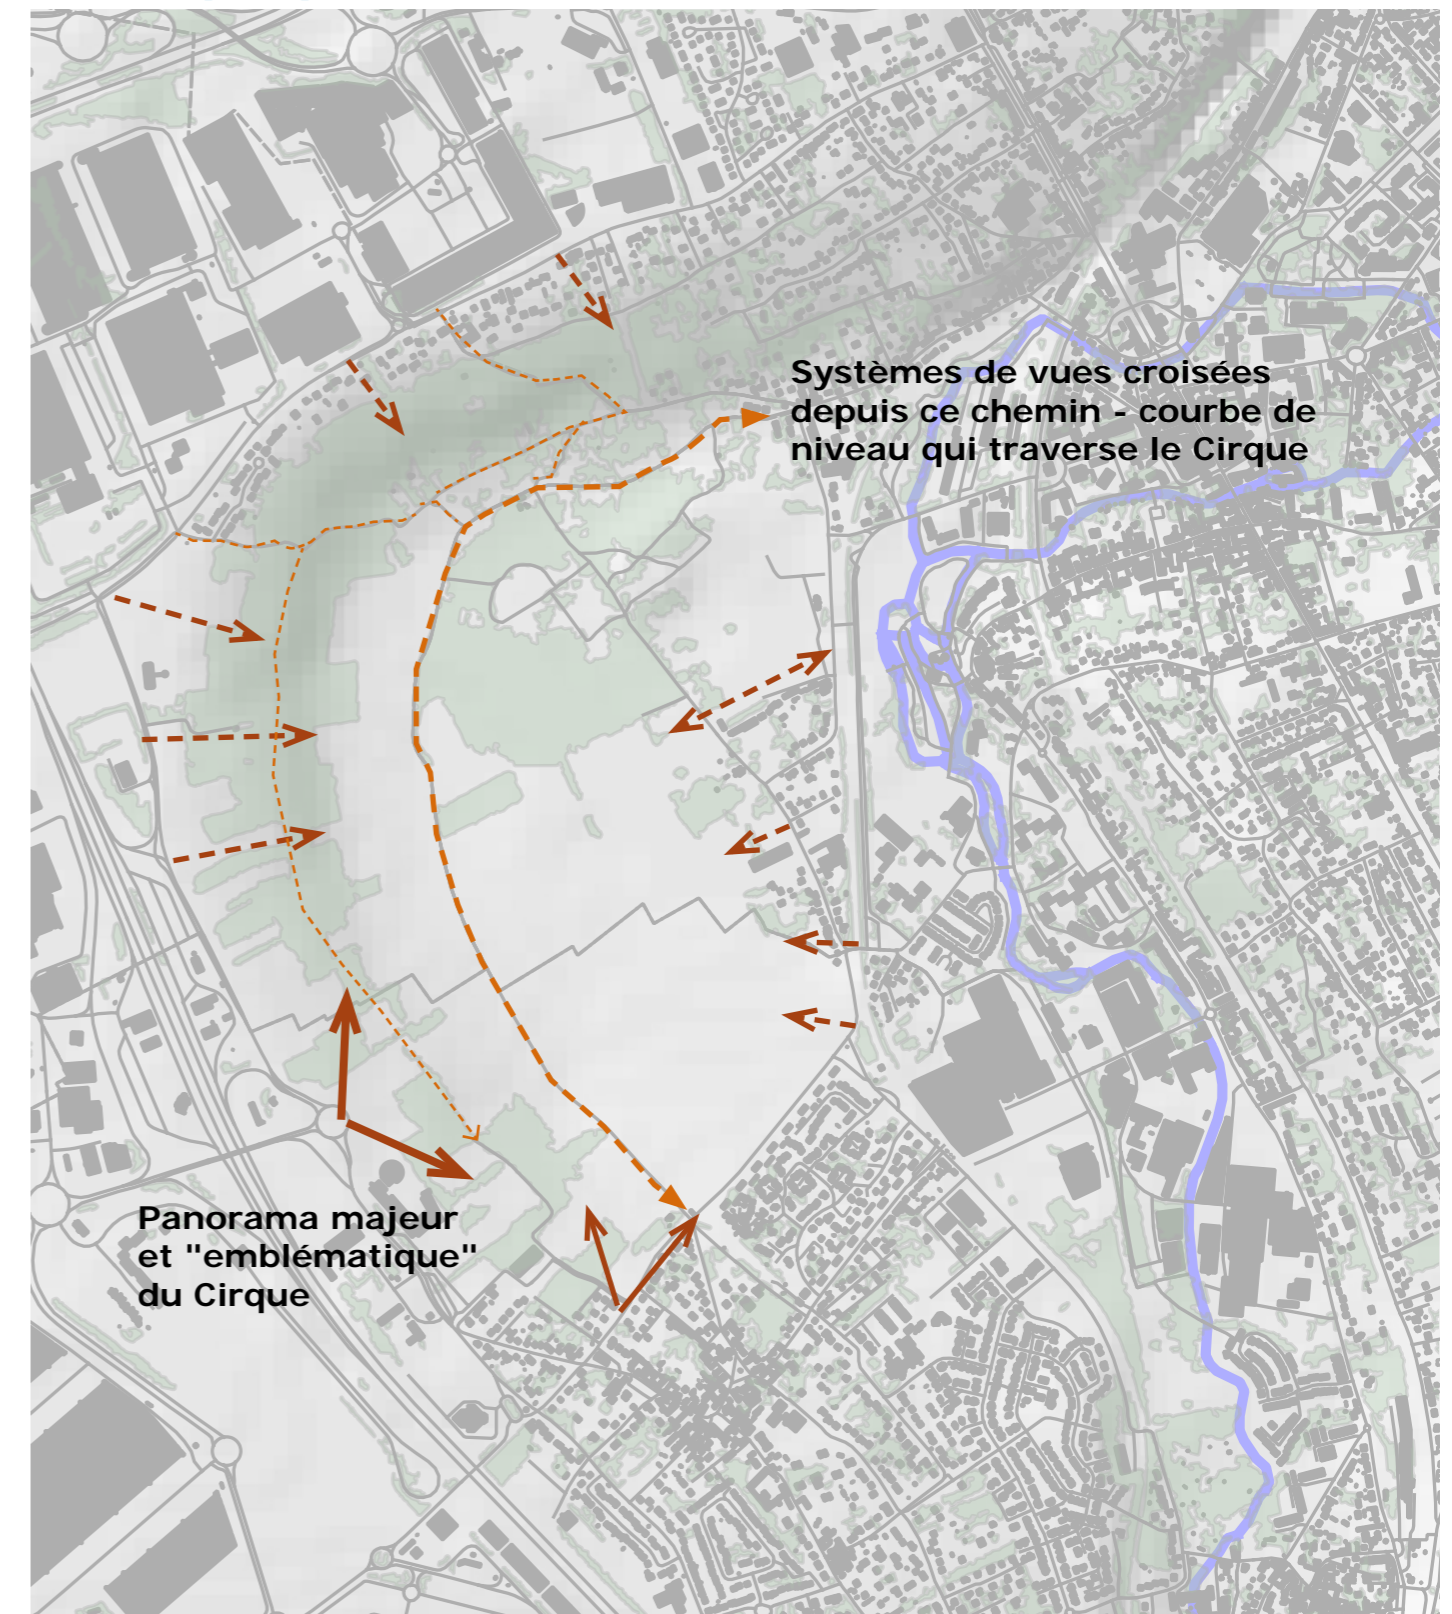 Systèmes de vues croisées
depuis ce chemin - courbe de
niveau qui traverse le Cirque
Panorama majeur
et "emblématique"
du Cirque